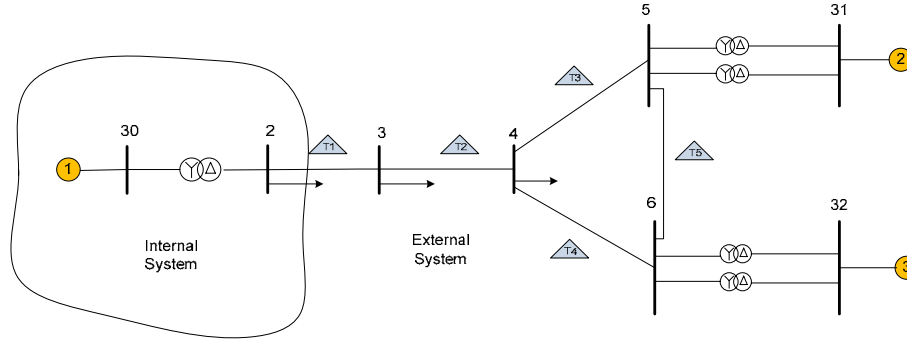 5
31
2
T3
30
2
T1
3
T2
4
1
T5
6
32
Internal
System
External
System
T4
3